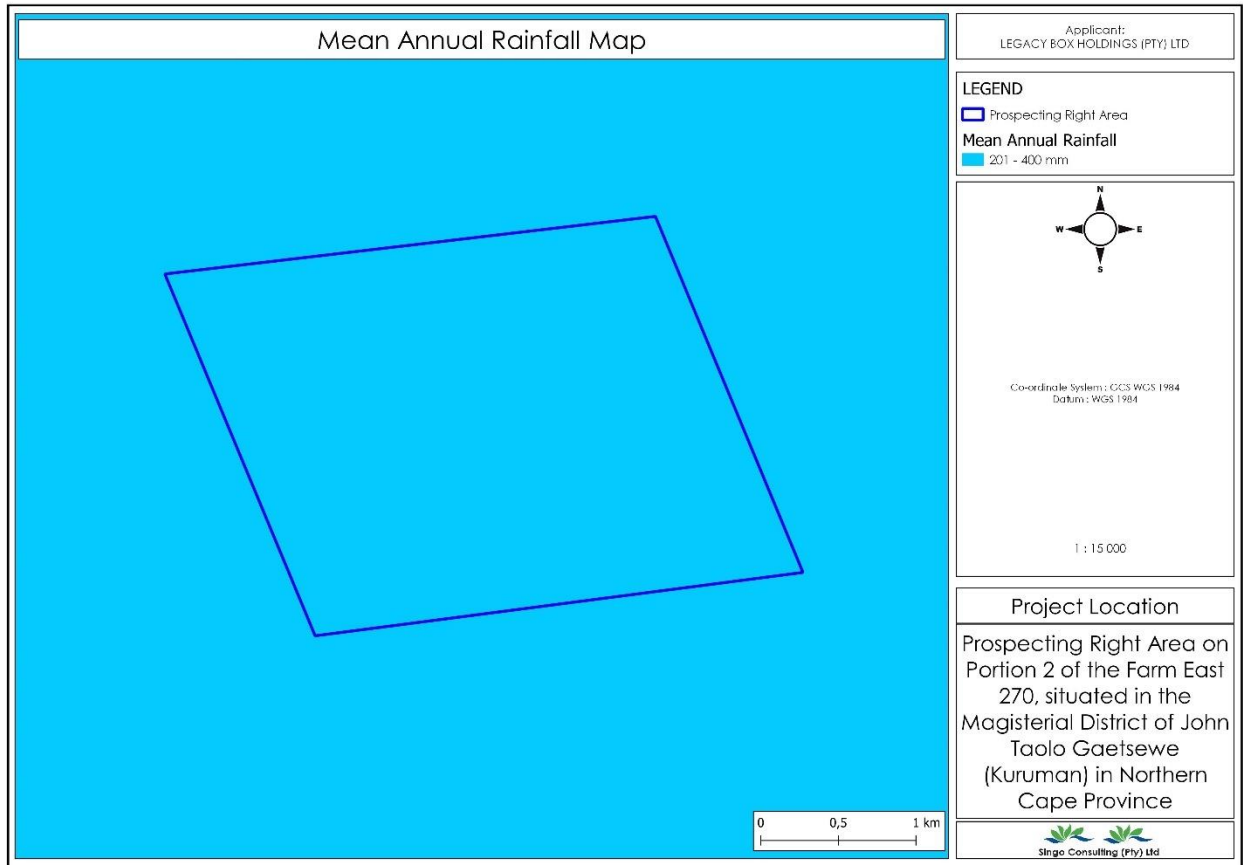 Mean Annual Rainfall Map
Applicant:
LEGACY BOX HOLDINGS (PTY) LTD
LEGEND
Prospecting Right Area
Mean Annual Rainfall
201 - 400 mm
N
W E
S
Co-ordinate System : GCS WGS 1984
Datum : WGS 1984
1 : 15 000
Project Location
Prospecting Right Area on
Portion 2 of the Farm East
270, situated in the
Magisterial District of John
Taolo Gaetsewe
(Kuruman) in Northern
Cape Province
0 0,5 1 km
Singo Consulting (Pty) Ltd